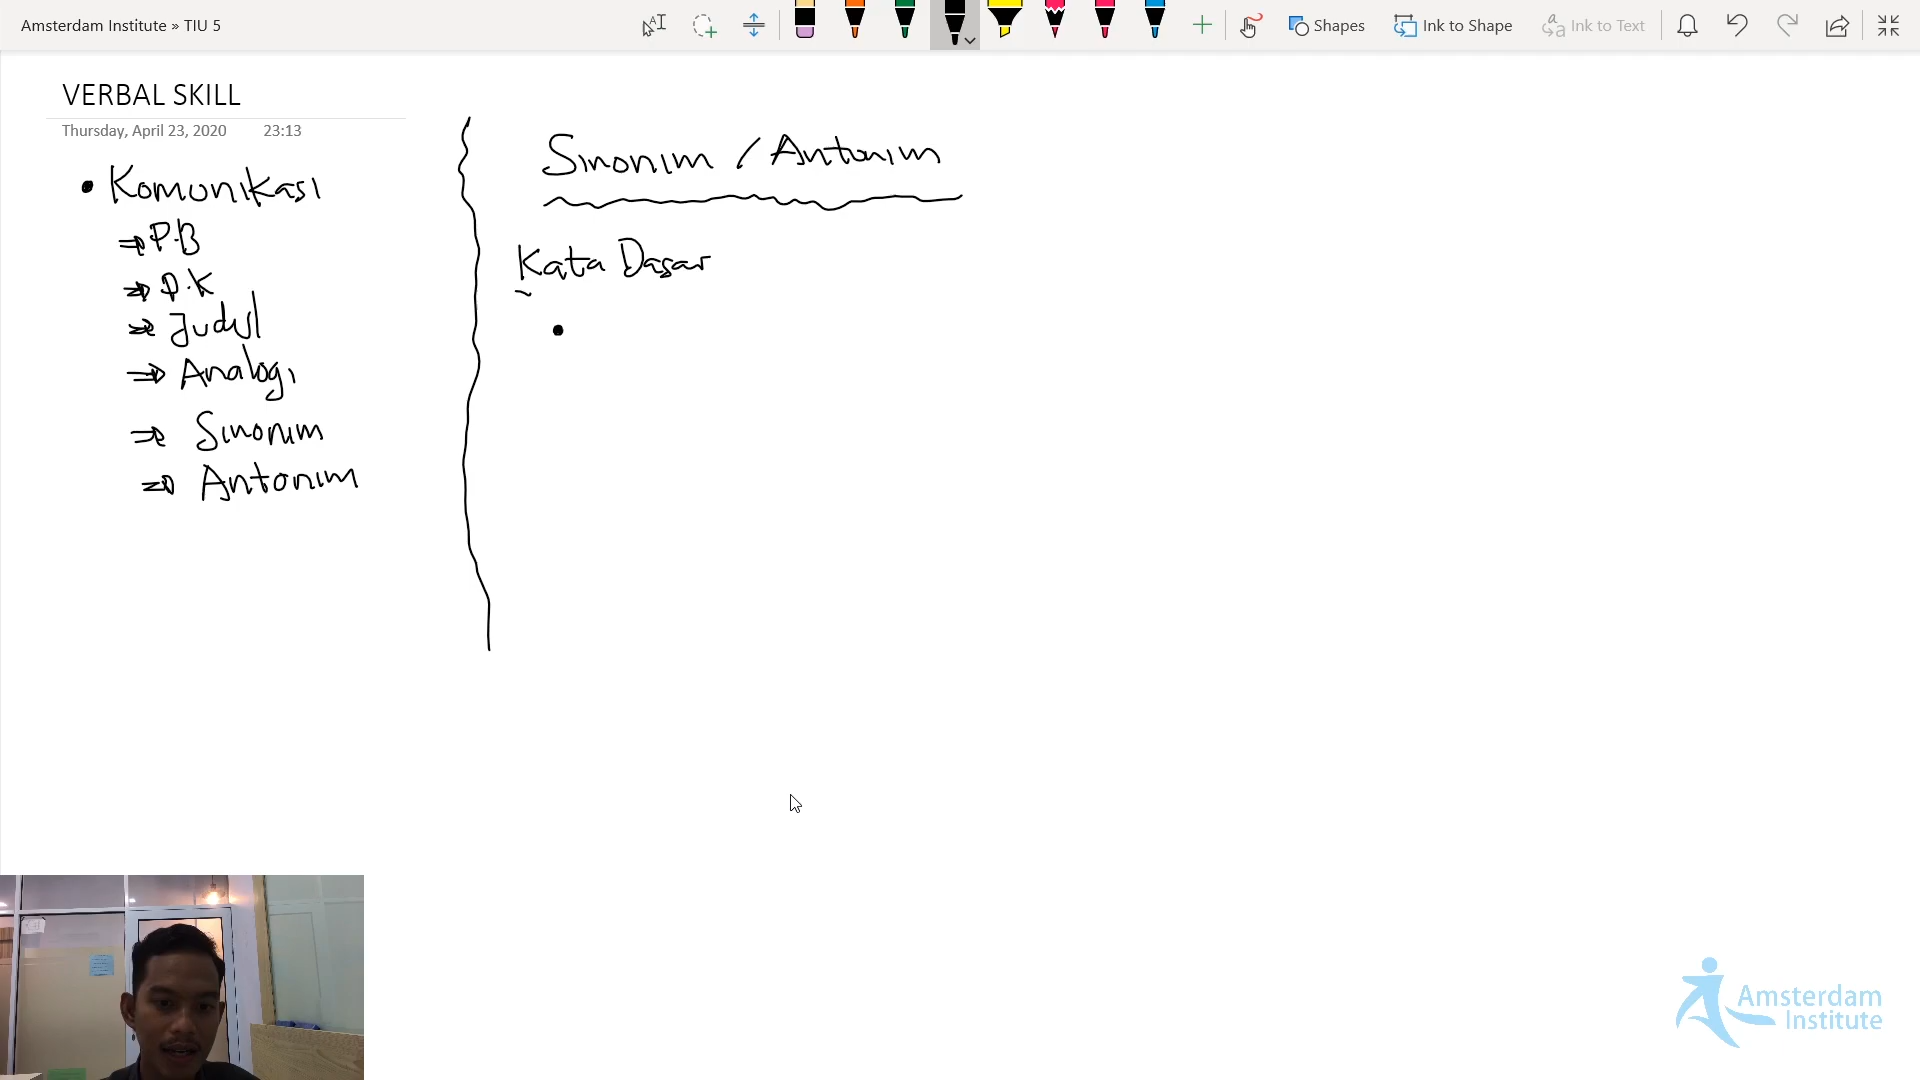 Amsterdam Institute » TIU 5
Shapes
Ink to Shape
Ink to Text
VERBAL SKILL
Thursday, April 23, 2020 23:13
• Komunikasi
⇒ P.B
⇒ P.K
⇒ Judul
⇒ Analogi
⇒ Sinonim
⇒ Antonim
Sinonim / Antonim
Kata Dasar
•
Amsterdam
Institute